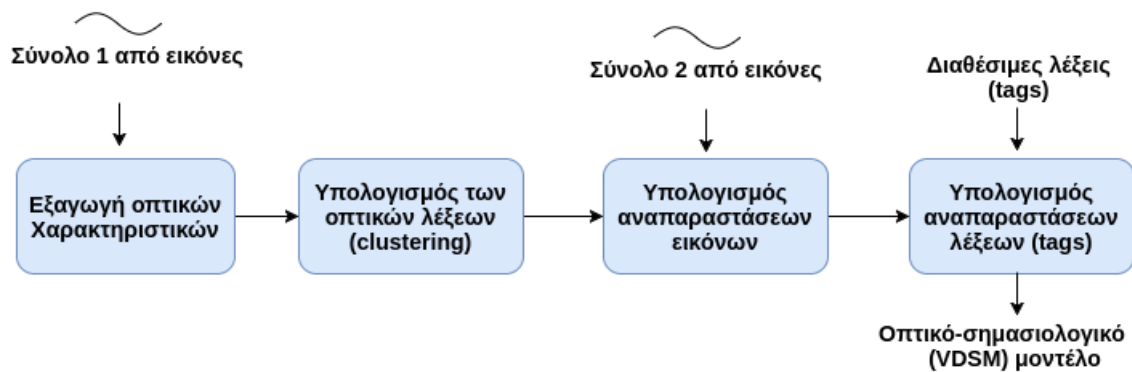 Σύνολο 1 από εικόνες
Σύνολο 2 από εικόνες
Διαθέσιμες λέξεις
(tags)
Εξαγωγή οπτικών
Χαρακτηριστικών
Υπολογισμός των
οπτικών λέξεων
(clustering)
Υπολογισμός
αναπαραστάσεων
εικόνων
Υπολογισμός
αναπαραστάσεων
λέξεων (tags)
Οπτικό-σημασιολογικό
(VDSM) μοντέλο